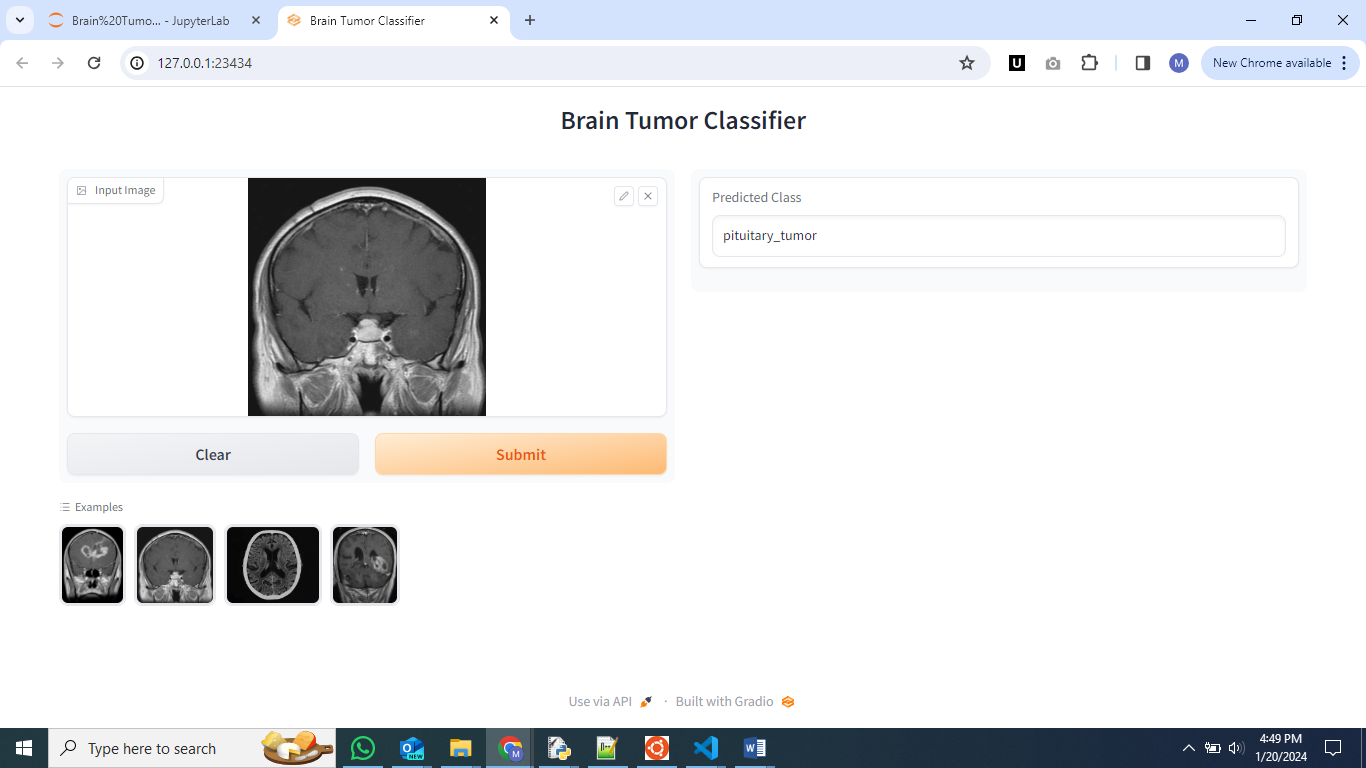 Brain%20Tumo... - JupyterLab
Brain Tumor Classifier
127.0.0.1:23434
U
M
New Chrome available
Brain Tumor Classifier
Input Image
Predicted Class
pituitary_tumor
Clear
Submit
Examples
Use via API
·
Built with Gradio
Type here to search
NEW
M
W
4:49 PM
1/20/2024